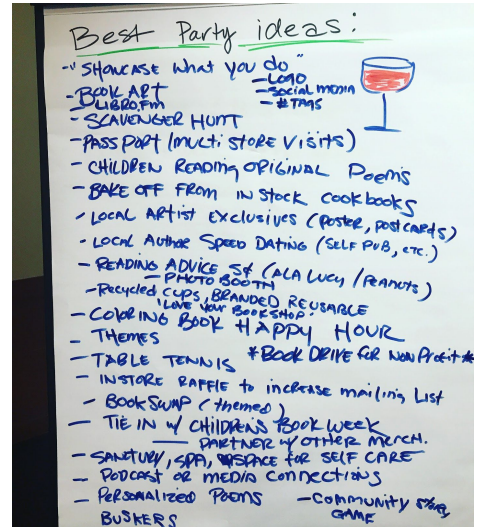 Best Party ideas:
-"SHOWCASE what you do"
-LOGO
-SOCIAL MEDIA
-#TAGS
-BOOK ART
LIBRO.FM
-SCAVENGER HUNT
-PASSPORT (MULTI STORE VISITS)
-CHILDREN READING ORIGINAL Poems
-BAKE OFF FROM IN STOCK COOKBOOKS
-LOCAL ARTIST EXCLUSIVES (POSTER, POSTCARDS)
-LOCAL AUTHOR SPEED DATING (SELF PUB, ETC.)
-READING ADVICE 5¢ (ALA LUCY/PEANUTS)
-PHOTO BOOTH
-Recycled CUPS, BRANDED REUSABLE
'LOVE YOUR BOOKSHOP'
-COLORING BOOK HAPPY HOUR
-THEMES
*BOOK DRIVE for NON PROFIT*
-TABLE TENNIS
-INSTORE RAFFLE to increase mailing List
-BOOK SWAP (themed)
-TIE IN w/ CHILDREN'S BOOK WEEK
-PARTNER w/ OTHER MERCH.
-SANCTURY, SPA, SPACE for SELF CARE
-PODCAST OR MEDIA CONNECTIONS
-PERSONALIZED POEMS
-COMMUNITY
GAME
BUSKERS